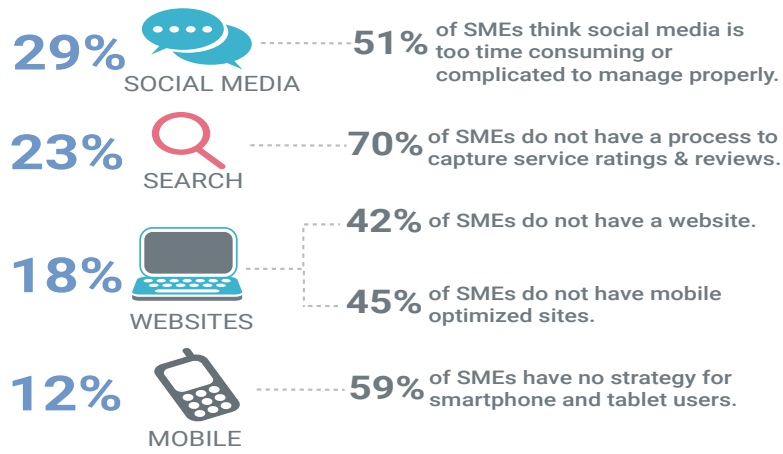 29%
SOCIAL MEDIA
51%
of SMEs think social media is
too time consuming or
complicated to manage properly.
23%
SEARCH
70%
of SMEs do not have a process to
capture service ratings & reviews.
18%
WEBSITES
42%
of SMEs do not have a website.
45%
of SMEs do not have mobile
optimized sites.
12%
MOBILE
59%
of SMEs have no strategy for
smartphone and tablet users.